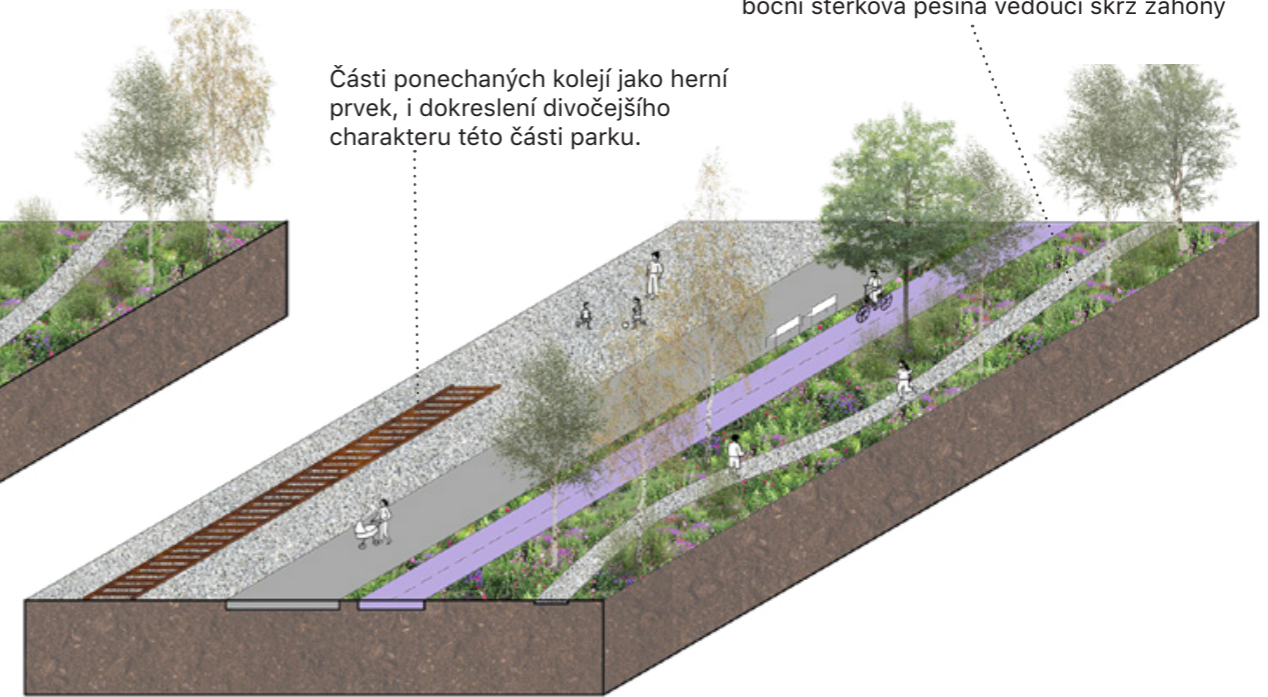 boční štěrková pěšina vedoucí skrz záhony
Části ponechaných kolejí jako herní
prvek, i dokreslení divočejšího
charakteru této části parku.